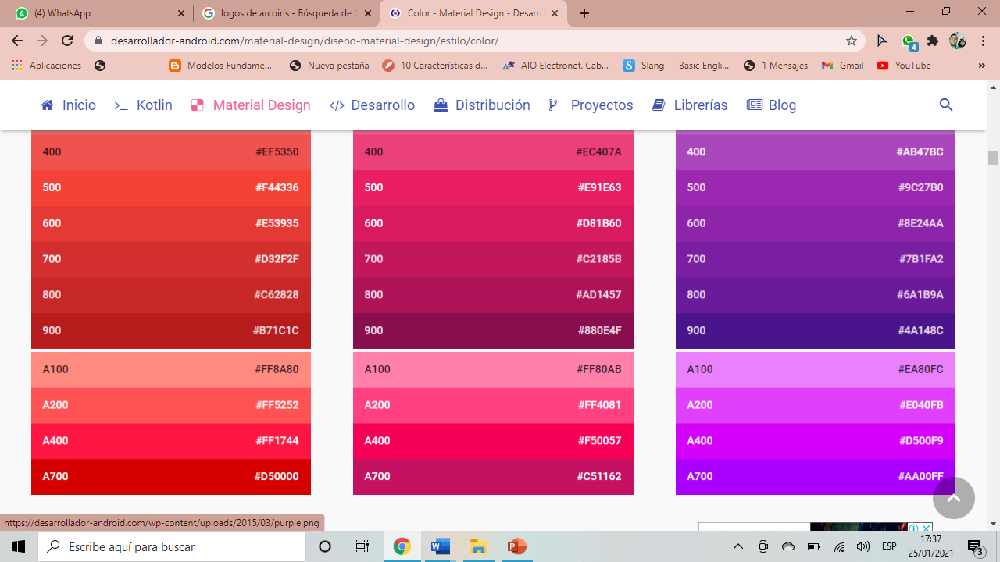 (4) WhatsApp
logos de arcoiris - Búsqueda de G
Color - Material Design - Desarro
desarrollador-android.com/material-design/diseno-material-design/estilo/color/
4
Aplicaciones
Modelos Fundame...
Nueva pestaña
10 Características d...
AIO Electronet. Cab...
Slang — Basic Engli...
1 Mensajes
Gmail
YouTube
»
Inicio
Kotlin
Material Design
Desarrollo
Distribución
Proyectos
Librerías
Blog
400 #EF5350
500 #F44336
600 #E53935
700 #D32F2F
800 #C62828
900 #B71C1C
A100 #FF8A80
A200 #FF5252
A400 #FF1744
A700 #D50000
400 #EC407A
500 #E91E63
600 #D81B60
700 #C2185B
800 #AD1457
900 #880E4F
A100 #FF80AB
A200 #FF4081
A400 #F50057
A700 #C51162
400 #AB47BC
500 #9C27B0
600 #8E24AA
700 #7B1FA2
800 #6A1B9A
900 #4A148C
A100 #EA80FC
A200 #E040FB
A400 #D500F9
A700 #AA00FF
https://desarrollador-android.com/wp-content/uploads/2015/03/purple.png
Escribe aquí para buscar
ESP
17:37
25/01/2021
3